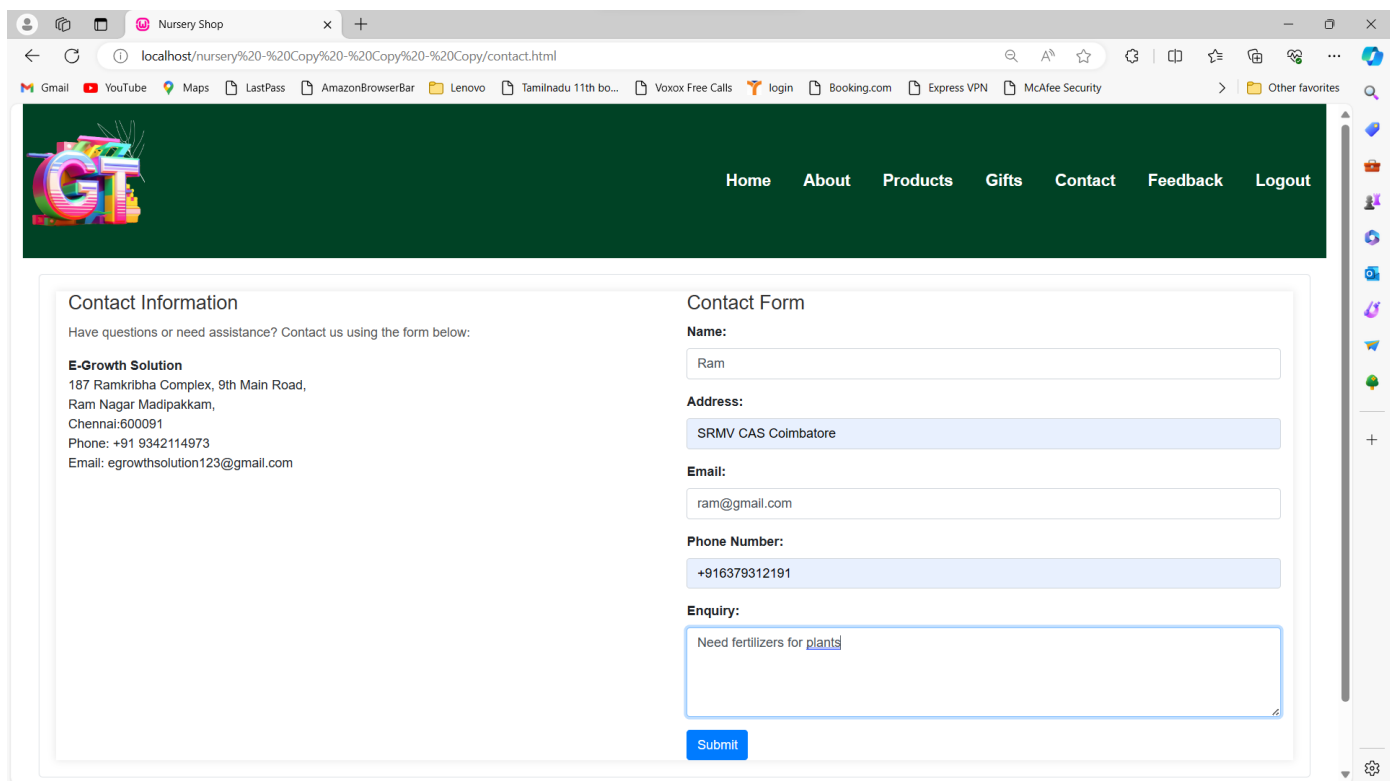 Nursery Shop
localhost/nursery%20-%20Copy%20-%20Copy%20-%20Copy/contact.html
Gmail YouTube Maps LastPass AmazonBrowserBar Lenovo Tamilnadu 11th bo... Voxox Free Calls login Booking.com Express VPN McAfee Security Other favorites
GT
Home About Products Gifts Contact Feedback Logout
Contact Information
Have questions or need assistance? Contact us using the form below:
E-Growth Solution
187 Ramkribha Complex, 9th Main Road,
Ram Nagar Madipakkam,
Chennai:600091
Phone: +91 9342114973
Email: egrowthsolution123@gmail.com
Contact Form
Name:
Ram
Address:
SRMV CAS Coimbatore
Email:
ram@gmail.com
Phone Number:
+916379312191
Enquiry:
Need fertilizers for plants
Submit